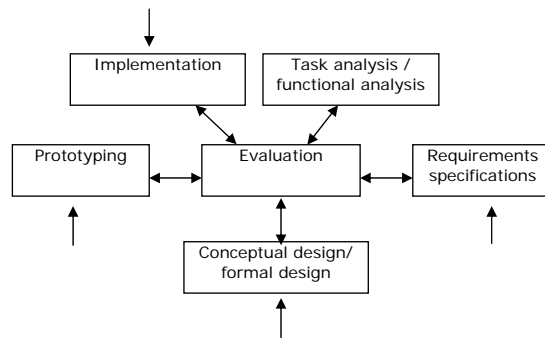 Implementation
Task analysis /
functional analysis
Prototyping
Evaluation
Requirements
specifications
Conceptual design/
formal design